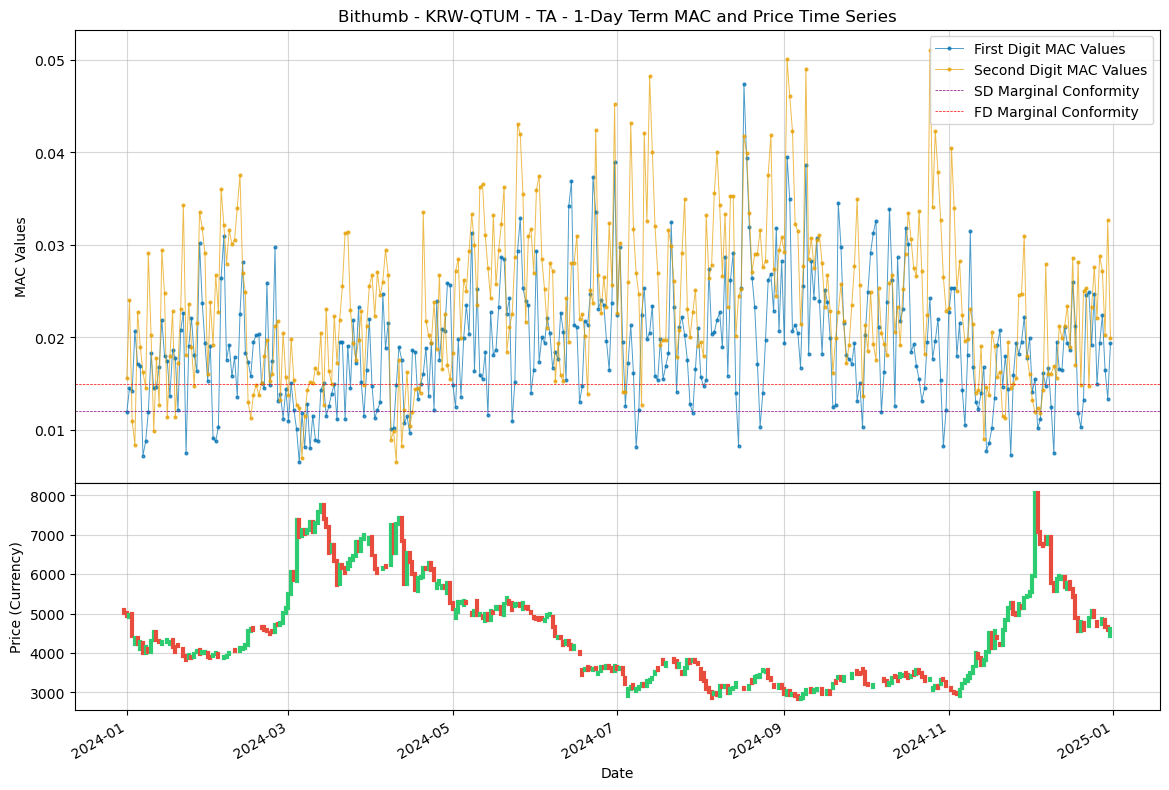 Bithumb - KRW-QTUM - TA - 1-Day Term MAC and Price Time Series
First Digit MAC Values
Second Digit MAC Values
SD Marginal Conformity
FD Marginal Conformity
MAC Values
0.05
0.04
0.03
0.02
0.01
Price (Currency)
8000
7000
6000
5000
4000
3000
2024-01
2024-03
2024-05
2024-07
2024-09
2024-11
2025-01
Date